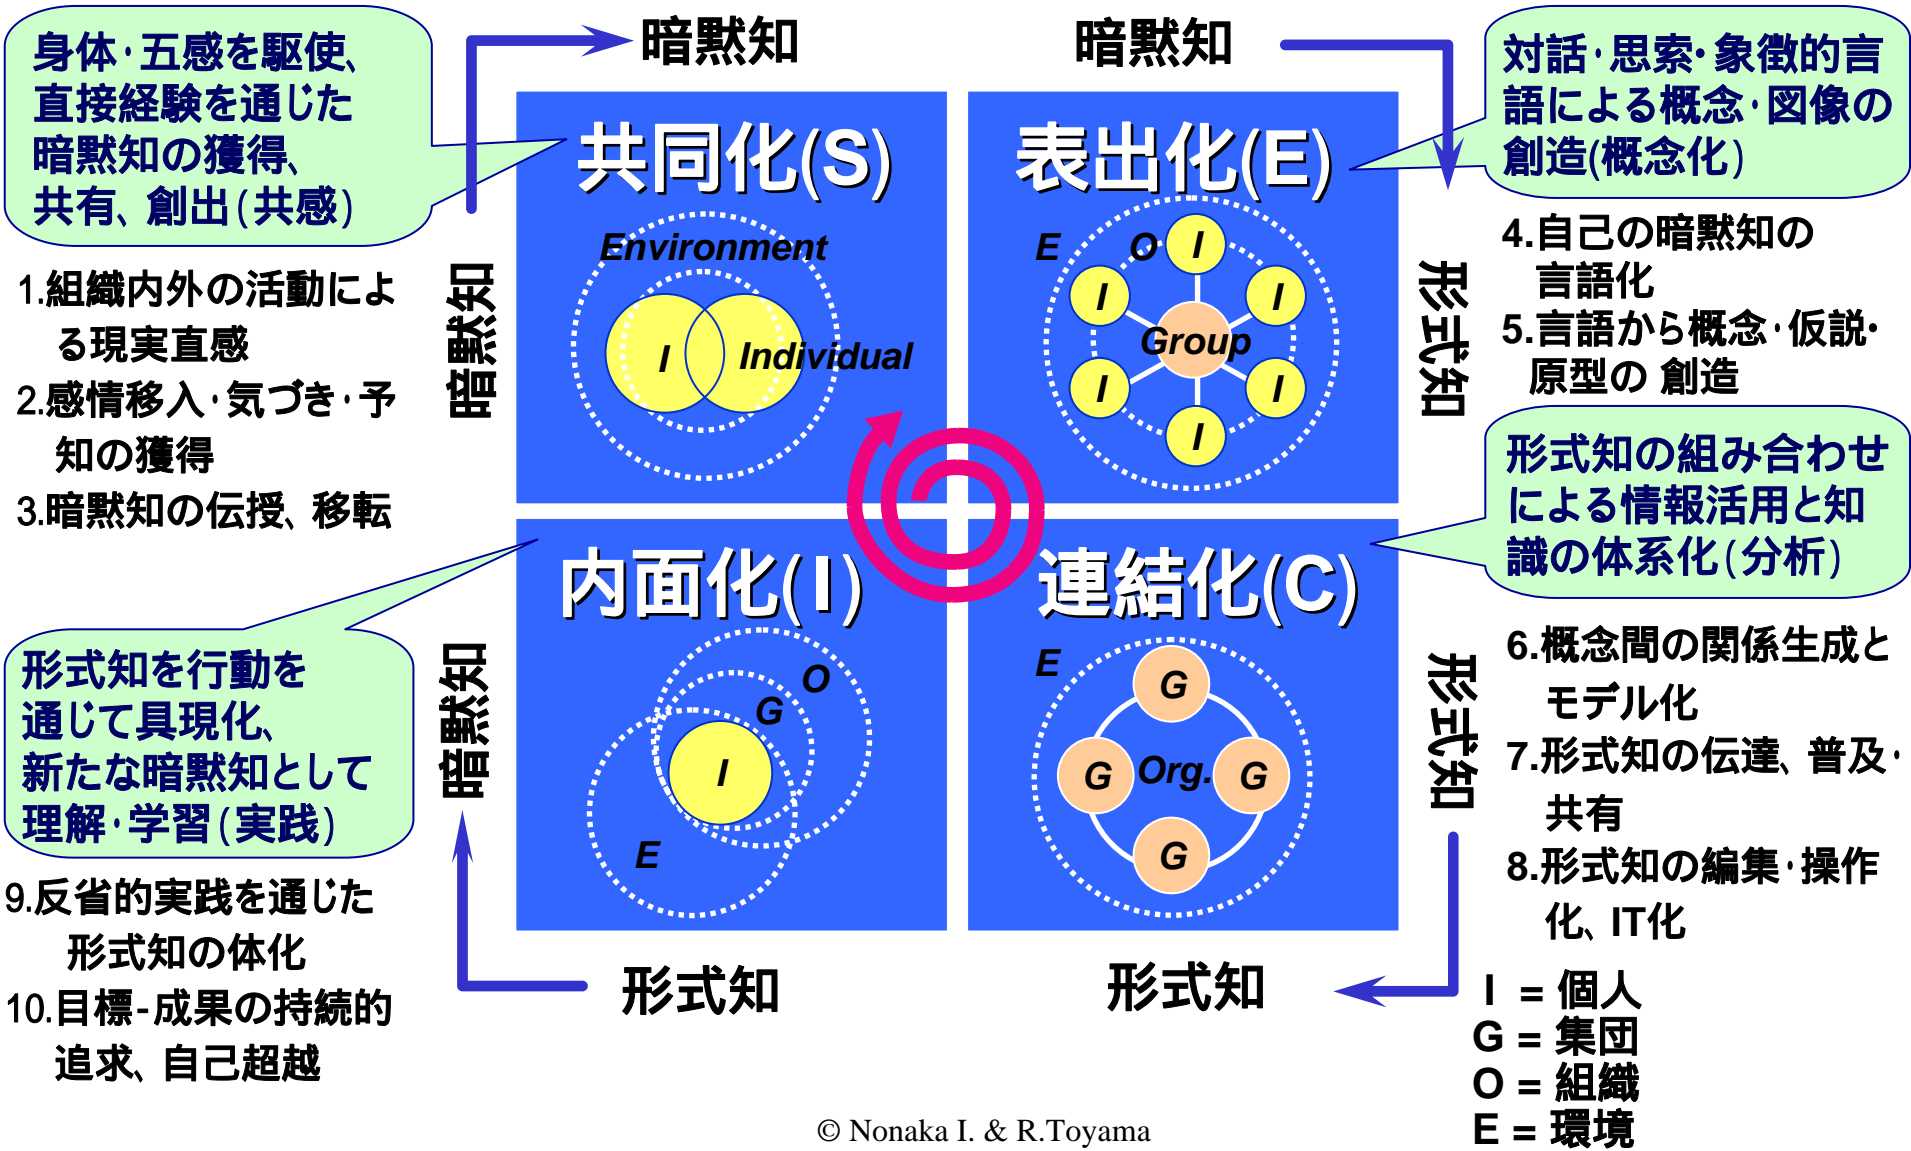 身体・五感を駆使、
直接経験を通じた
暗黙知の獲得、
共有、創出(共感)
1.組織内外の活動によ
る現実直感
2.感情移入・気づき・予
知の獲得
3.暗黙知の伝授、移転
暗黙知
暗黙知
暗黙知
形式知
共同化(S)
Environment
I
Individual
表出化(E)
E
O
I
I
I
Group
I
I
I
対話・思索・象徴的言
語による概念・図像の
創造(概念化)
4.自己の暗黙知の
言語化
5.言語から概念・仮説・
原型の 創造
形式知を行動を
通じて具現化、
新たな暗黙知として
理解・学習(実践)
9.反省的実践を通じた
形式知の体化
10.目標-成果の持続的
追求、自己超越
暗黙知
形式知
内面化(I)
O
G
I
E
連結化(C)
E
G
G
Org.
G
G
形式知
形式知
形式知の組み合わせ
による情報活用と知
識の体系化(分析)
6.概念間の関係生成と
モデル化
7.形式知の伝達、普及・
共有
8.形式知の編集・操作
化、IT化
I = 個人
G = 集団
O = 組織
E = 環境
© Nonaka I. & R.Toyama